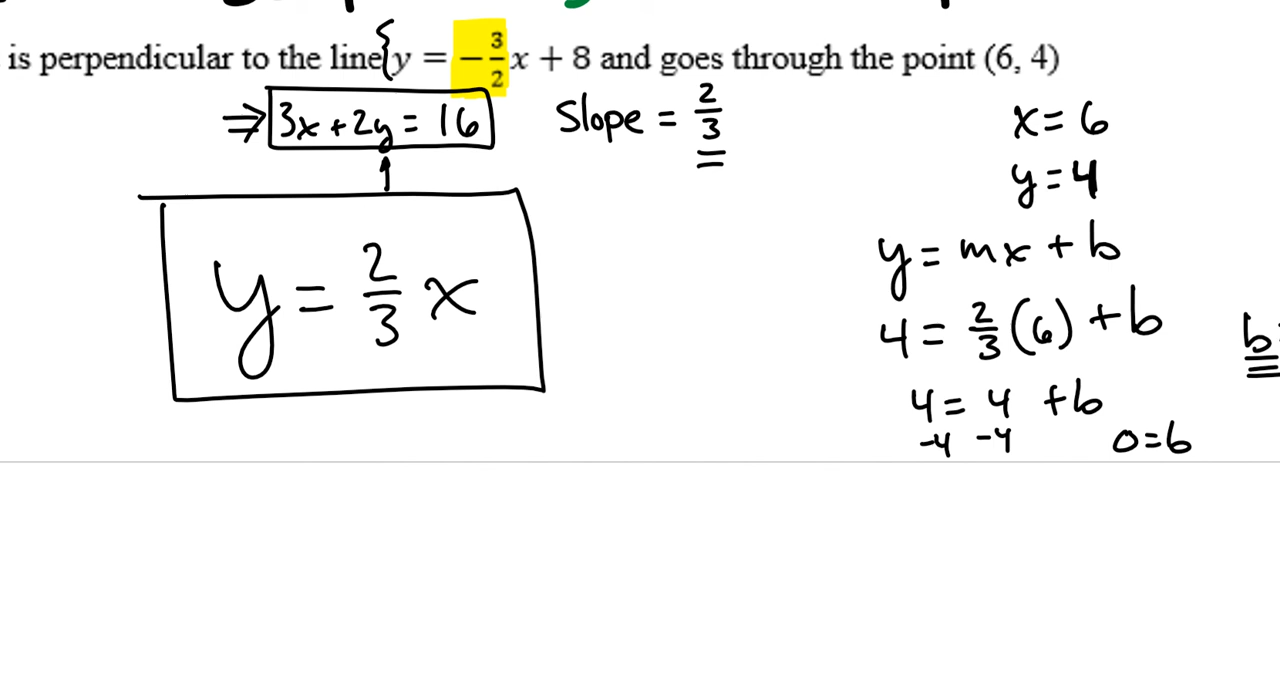 is perpendicular to the line{y = −3/2x + 8 and goes through the point (6, 4)
⇒ 3x + 2y = 16
Slope = 2/3
x = 6
y = 4
y = 2/3 x
y = mx + b
4 = 2/3 (6) + b
4 = 4 + b
-4 -4
0 = b
b